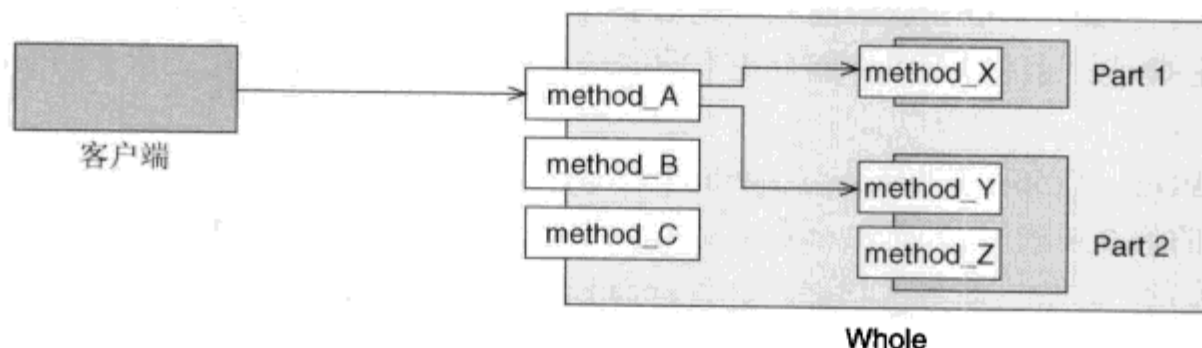 客户端
method_A
method_B
method_C
method_X
Part 1
method_Y
method_Z
Part 2
Whole